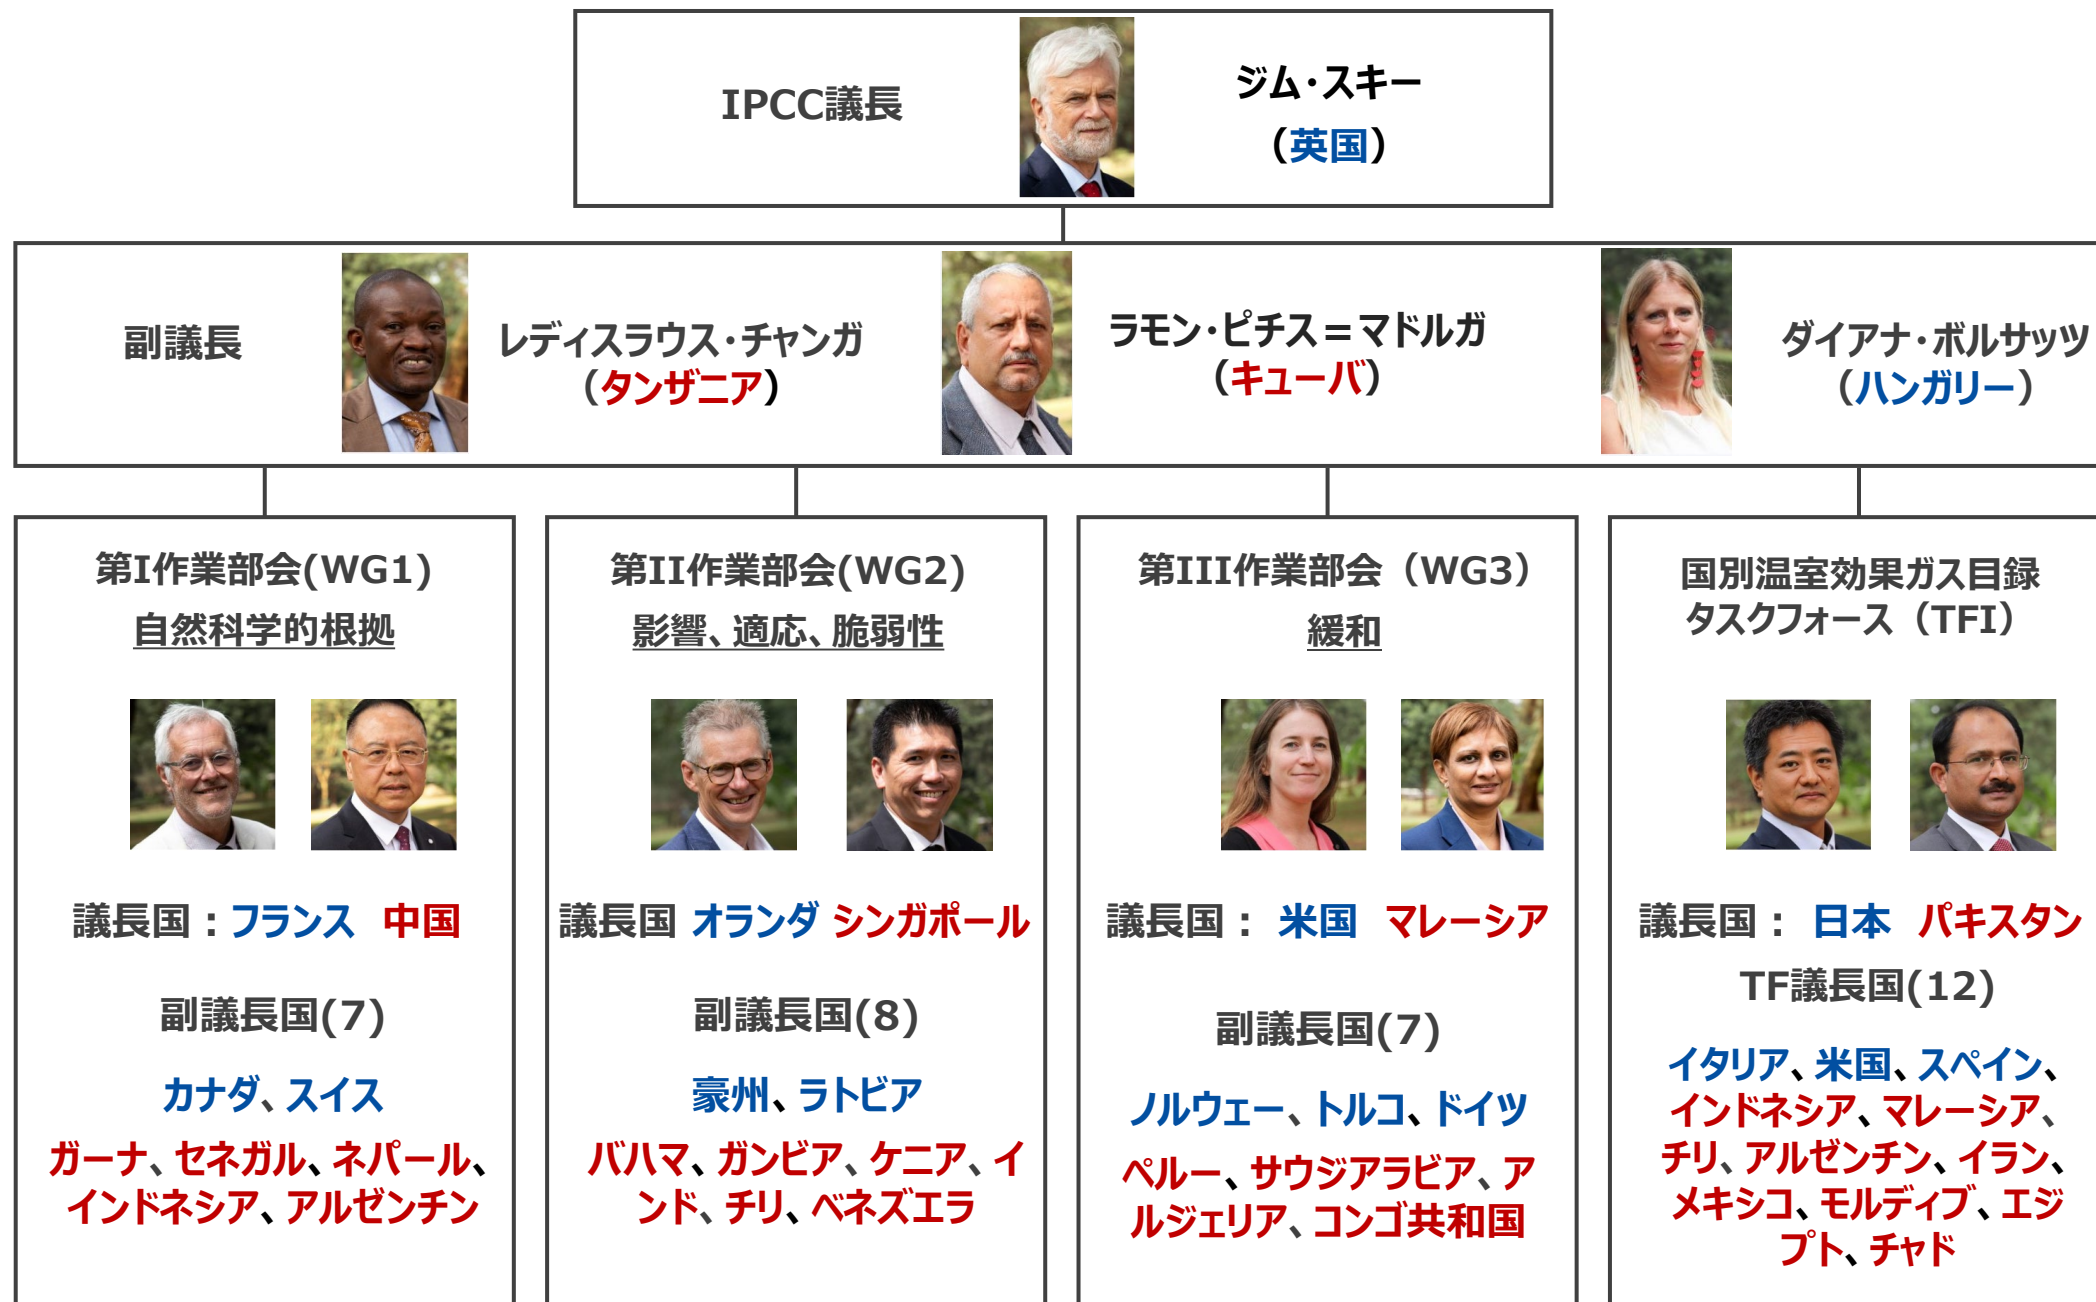 IPCC議長
ジム・スキー
（英国）
副議長
レディスラウス・チャンガ
（タンザニア）
ラモン・ピチス＝マドルガ
（キューバ）
ダイアナ・ボルサッツ
（ハンガリー）
第I作業部会(WG1)
自然科学的根拠
議長国：フランス 中国
副議長国(7)
カナダ、スイス
ガーナ、セネガル、ネパール、
インドネシア、アルゼンチン
第II作業部会(WG2)
影響、適応、脆弱性
議長国 オランダ シンガポール
副議長国(8)
豪州、ラトビア
バハマ、ガンビア、ケニア、イ
ンド、チリ、ベネズエラ
第III作業部会（WG3）
緩和
議長国： 米国 マレーシア
副議長国(7)
ノルウェー、トルコ、ドイツ
ペルー、サウジアラビア、ア
ルジェリア、コンゴ共和国
国別温室効果ガス目録
タスクフォース（TFI）
議長国： 日本 パキスタン
TF議長国(12)
イタリア、米国、スペイン、
インドネシア、マレーシア、
チリ、アルゼンチン、イラン、
メキシコ、モルディブ、エジ
プト、チャド